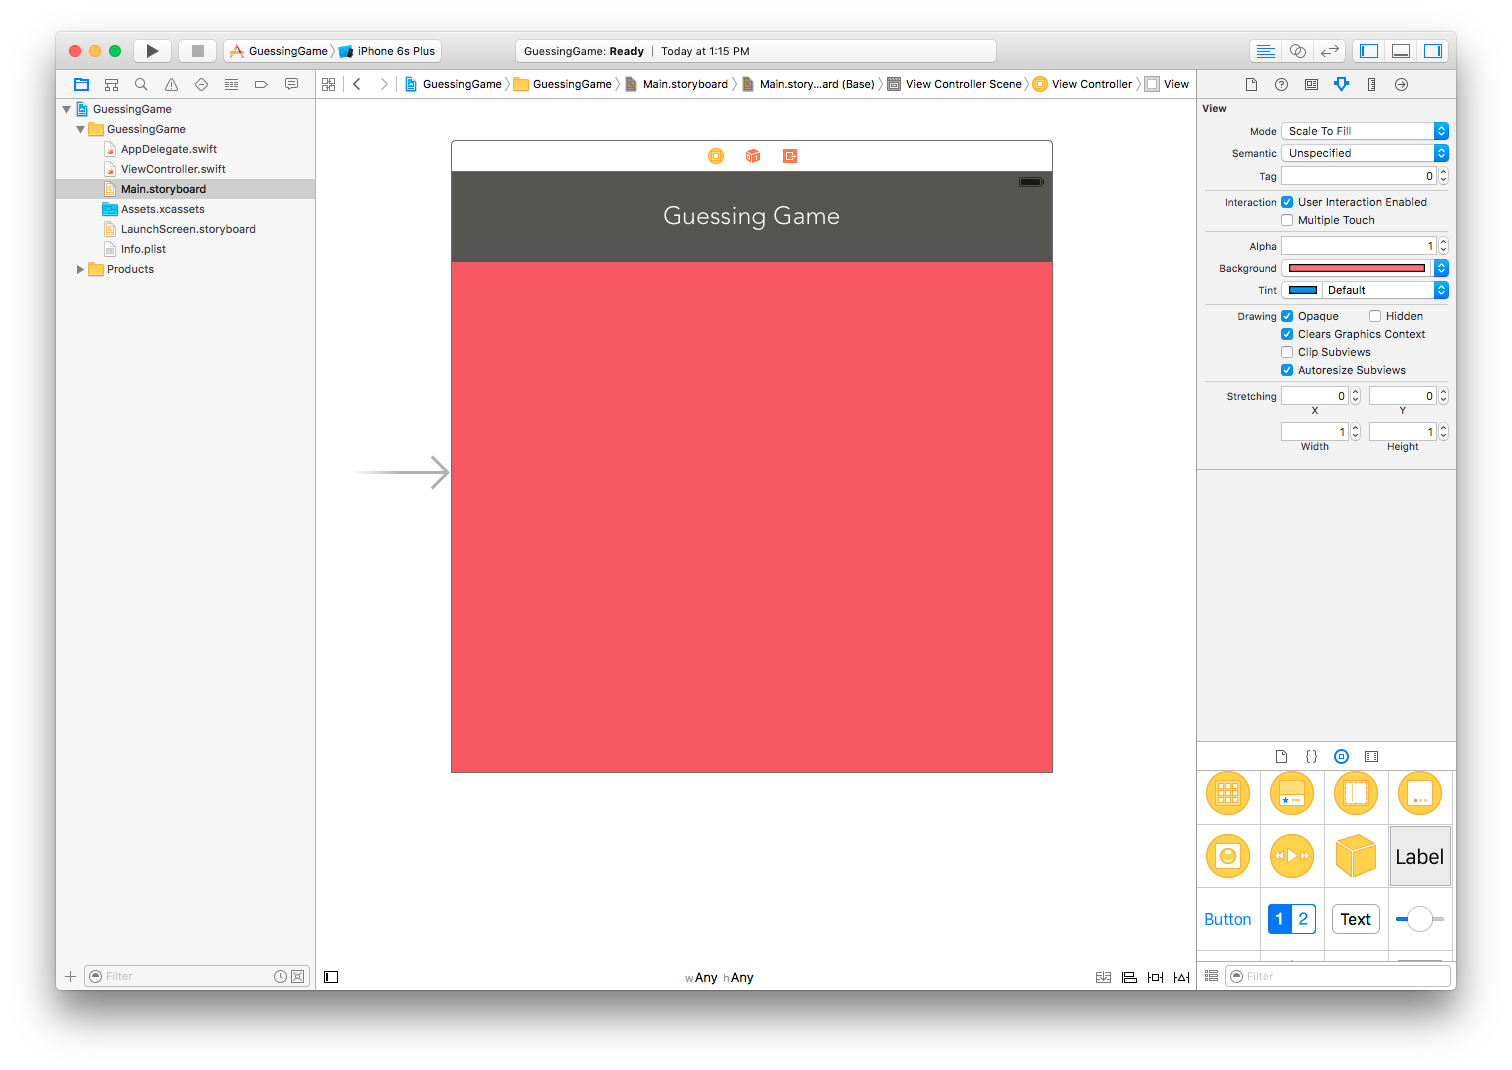 GuessingGame iPhone 6s Plus
GuessingGame: Ready | Today at 1:15 PM
GuessingGame GuessingGame Main.storyboard Main.story...ard (Base) View Controller Scene View Controller View
GuessingGame
GuessingGame
AppDelegate.swift
ViewController.swift
Main.storyboard
Assets.xcassets
LaunchScreen.storyboard
Info.plist
Products
Filter
Guessing Game
wAny hAny
View
Mode Scale To Fill
Semantic Unspecified
Tag 0
Interaction User Interaction Enabled
Multiple Touch
Alpha 1
Background
Tint Default
Drawing Opaque Hidden
Clears Graphics Context
Clip Subviews
Autoresize Subviews
Stretching 0 0
X Y
1 1
Width Height
{}
Label
Button 1 2 Text
Filter